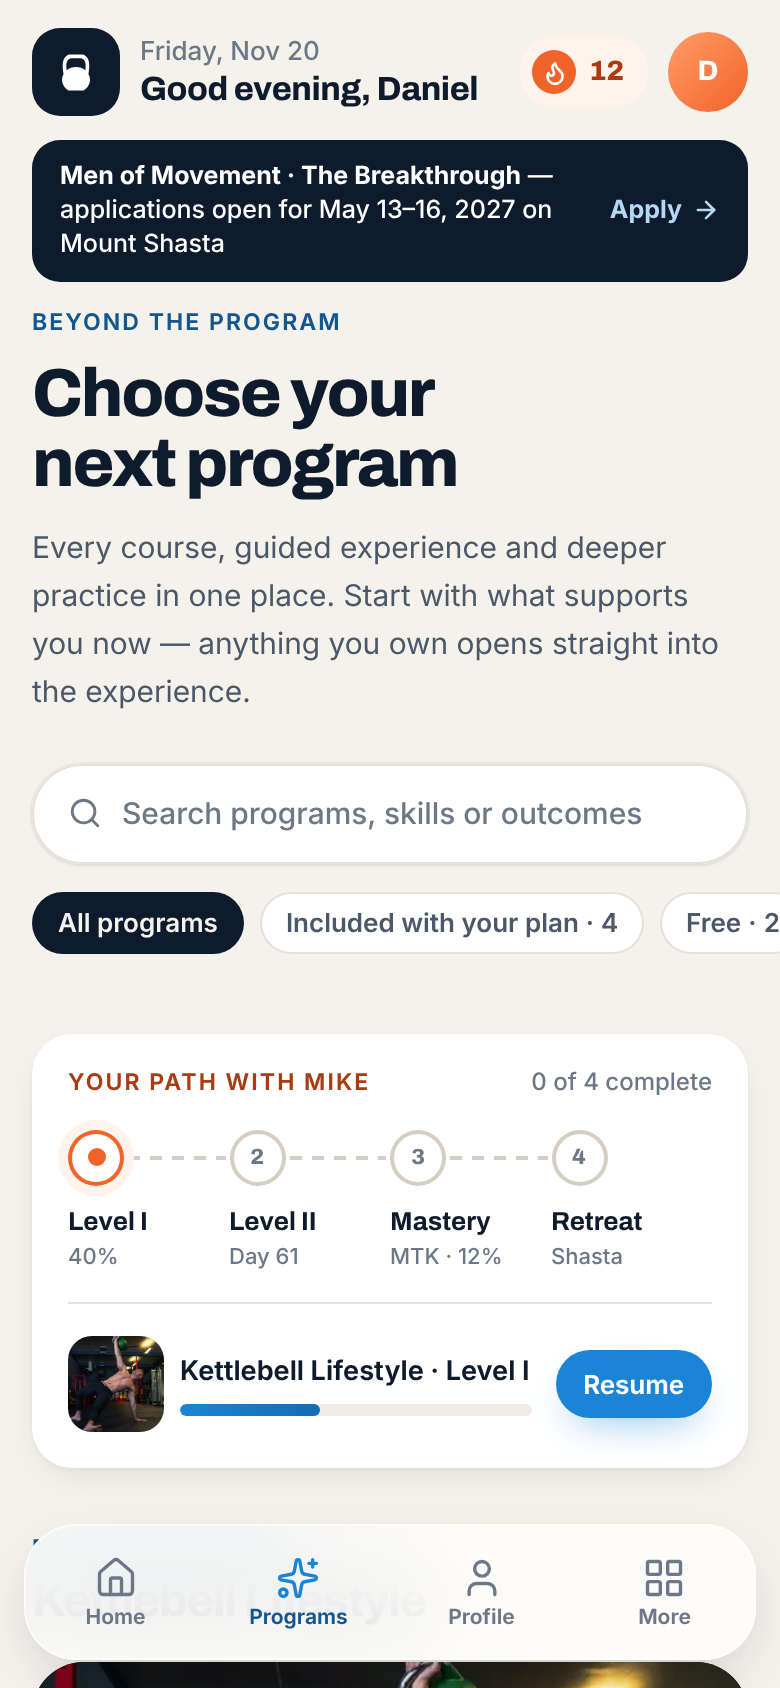 Friday, Nov 20
Good evening, Daniel
12
D
Men of Movement · The Breakthrough —
applications open for May 13–16, 2027 on
Mount Shasta
Apply →
BEYOND THE PROGRAM
Choose your
next program
Every course, guided experience and deeper
practice in one place. Start with what supports
you now — anything you own opens straight into
the experience.
Search programs, skills or outcomes
All programs
Included with your plan · 4
Free · 2
YOUR PATH WITH MIKE
0 of 4 complete
2
3
4
Level I
Level II
Mastery
Retreat
40%
Day 61
MTK · 12%
Shasta
Kettlebell Lifestyle · Level I
Resume
Kettlebell Lifestyle
Home
Programs
Profile
More